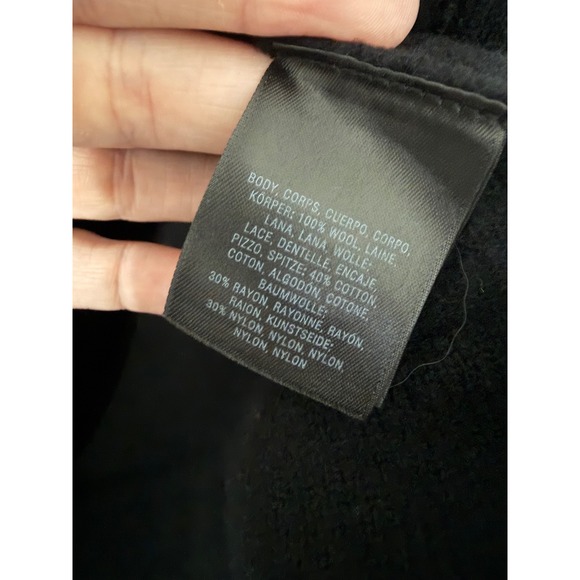 BODY, CORPS, CUERPO, CORPO,
KÖRPER: 100% WOOL, LAINE,
LANA, LANA, WOLLE;
LACE, DENTELLE, ENCAJE,
PIZZO, SPITZE: 40% COTTON,
COTON, ALGODÓN, COTONE,
BAUMWOLLE;
30% RAYON, RAYONNE, RAYÓN,
RAION, KUNSTSEIDE;
30% NYLON, NYLON, NYLON,
NYLON, NYLON